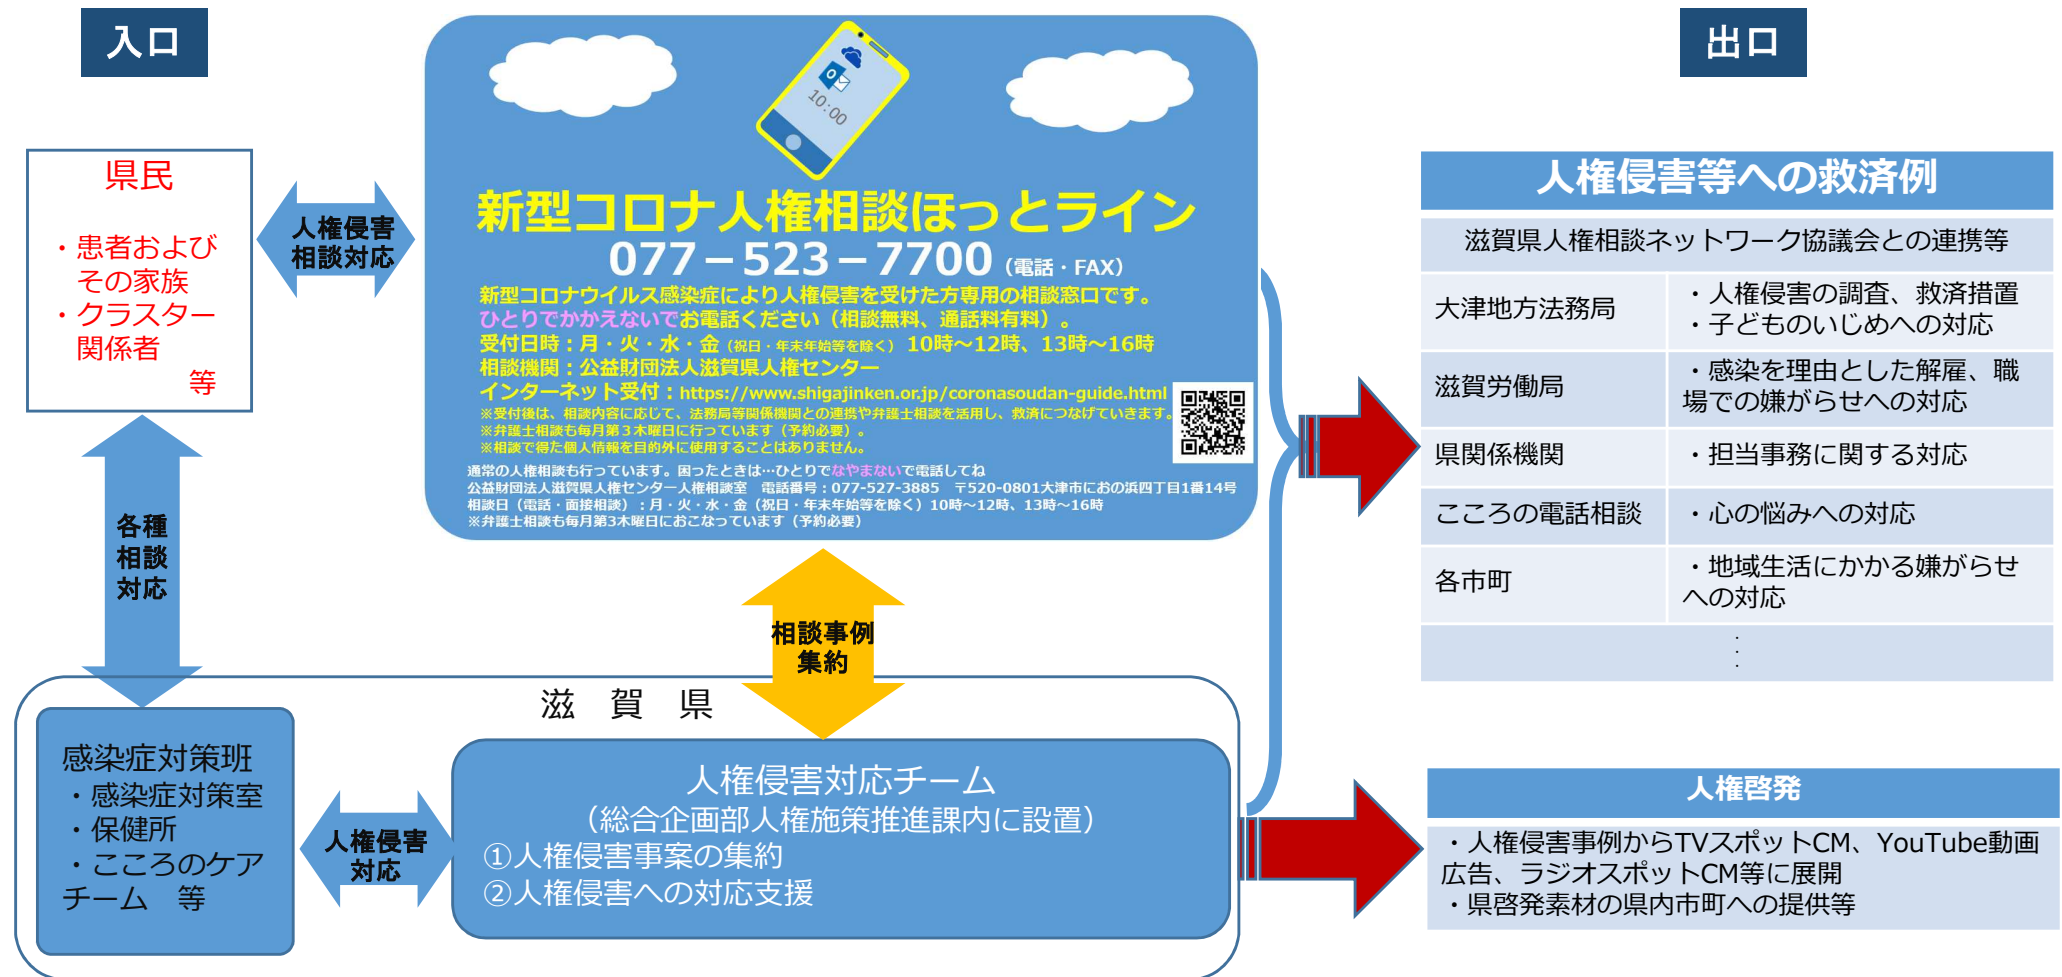 入口
出口
10:00
県民
・患者および
その家族
・クラスター
関係者
等
人権侵害
相談対応
新型コロナ人権相談ほっとライン
077－523－7700（電話・FAX）
新型コロナウイルス感染症により人権侵害を受けた方専用の相談窓口です。
ひとりでかかえないでお電話ください（相談無料、通話料有料）。
受付日時：月・火・水・金（祝日・年末年始等を除く）10時～12時、13時～16時
相談機関：公益財団法人滋賀県人権センター
インターネット受付：https://www.shigajinken.or.jp/coronasoudan-guide.html
※受付後は、相談内容に応じて、法務局等関係機関との連携や弁護士相談を活用し、救済につなげていきます。
※弁護士相談も毎月第３木曜日に行っています（予約必要）。
※相談で得た個人情報を目的外に使用することはありません。
通常の人権相談も行っています。困ったときは…ひとりでなやまないで電話してね
公益財団法人滋賀県人権センター人権相談室　電話番号：077-527-3885　〒520-0801大津市におの浜四丁目1番14号
相談日（電話・面接相談）：月・火・水・金（祝日・年末年始等を除く）10時～12時、13時～16時
※弁護士相談も毎月第3木曜日におこなっています（予約必要）
各種
相談
対応
相談事例
集約
滋　賀　県
感染症対策班
・感染症対策室
・保健所
・こころのケア
チーム　等
人権侵害
対応
人権侵害対応チーム
（総合企画部人権施策推進課内に設置）
①人権侵害事案の集約
②人権侵害への対応支援
人権侵害等への救済例
滋賀県人権相談ネットワーク協議会との連携等
大津地方法務局
・人権侵害の調査、救済措置
・子どものいじめへの対応
滋賀労働局
・感染を理由とした解雇、職
場での嫌がらせへの対応
県関係機関
・担当事務に関する対応
こころの電話相談
・心の悩みへの対応
各市町
・地域生活にかかる嫌がらせ
への対応
：
人権啓発
・人権侵害事例からTVスポットCM、YouTube動画
広告、ラジオスポットCM等に展開
・県啓発素材の県内市町への提供等